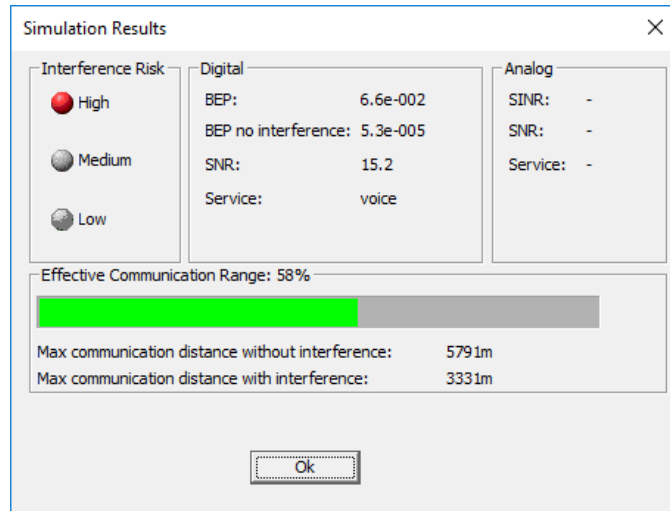 Simulation Results
Interference Risk
High
Medium
Low
Digital
BEP: 6.6e-002
BEP no interference: 5.3e-005
SNR: 15.2
Service: voice
Analog
SINR: -
SNR: -
Service: -
Effective Communication Range: 58%
Max communication distance without interference: 5791m
Max communication distance with interference: 3331m
Ok